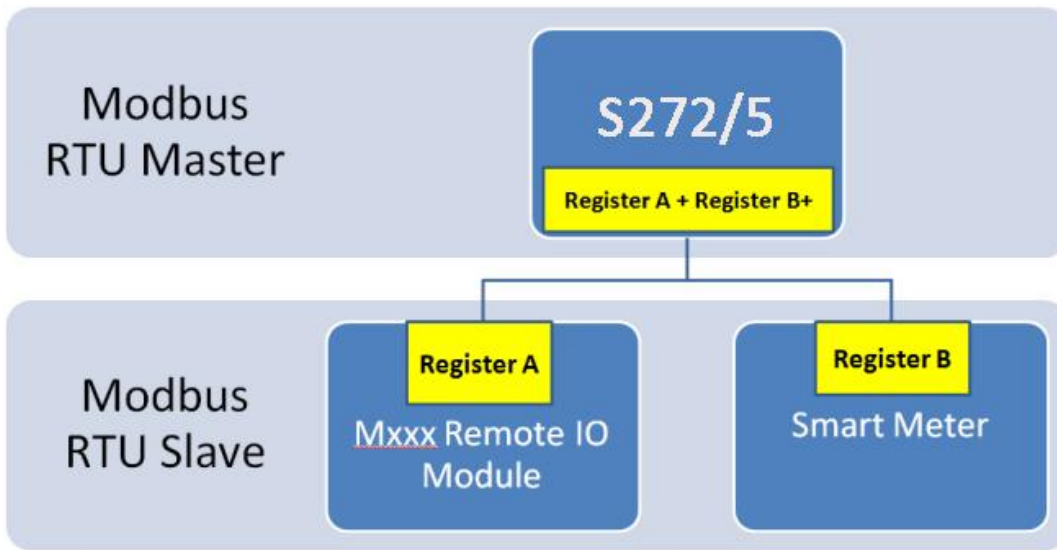 Modbus
RTU Master
S272/5
Register A + Register B+
Modbus
RTU Slave
Register A
Mxxx Remote IO
Module
Register B
Smart Meter